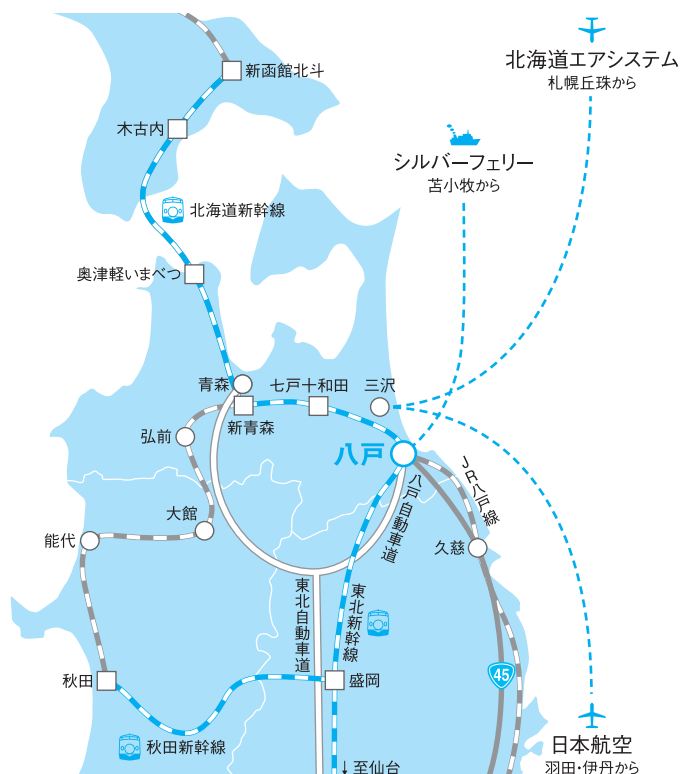 北海道エアシステム
札幌丘珠から
新函館北斗
木古内
シルバーフェリー
苫小牧から
北海道新幹線
奥津軽いまべつ
青森
七戸十和田
三沢
新青森
弘前
八戸
JR八戸線
八戸自動車道
大館
能代
久慈
東北自動車道
東北新幹線
秋田
盛岡
45
秋田新幹線
日本航空
羽田・伊丹から
↓至仙台